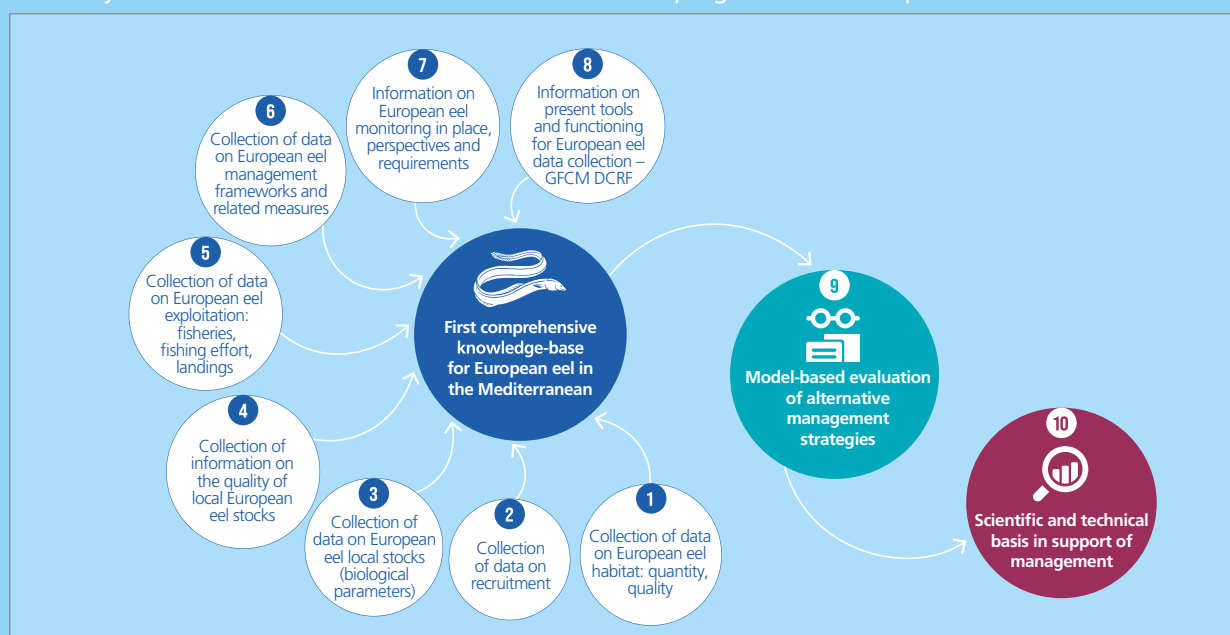 1
Collection of data
on European eel
habitat: quantity,
quality
2
Collection
of data on
recruitment
3
Collection of
data on European
eel local stocks
(biological
parameters)
4
Collection of
information on
the quality of
local European
eel stocks
5
Collection of data
on European eel
exploitation:
fisheries,
fishing effort,
landings
6
Collection of data
on European eel
management
frameworks and
related measures
7
Information on
European eel
monitoring in place,
perspectives and
requirements
8
Information on
present tools
and functioning
for European eel
data collection –
GFCM DCRF
First comprehensive
knowledge-base
for European eel in
the Mediterranean
9
Model-based evaluation
of alternative
management
strategies
10
Scientific and technical
basis in support of
management